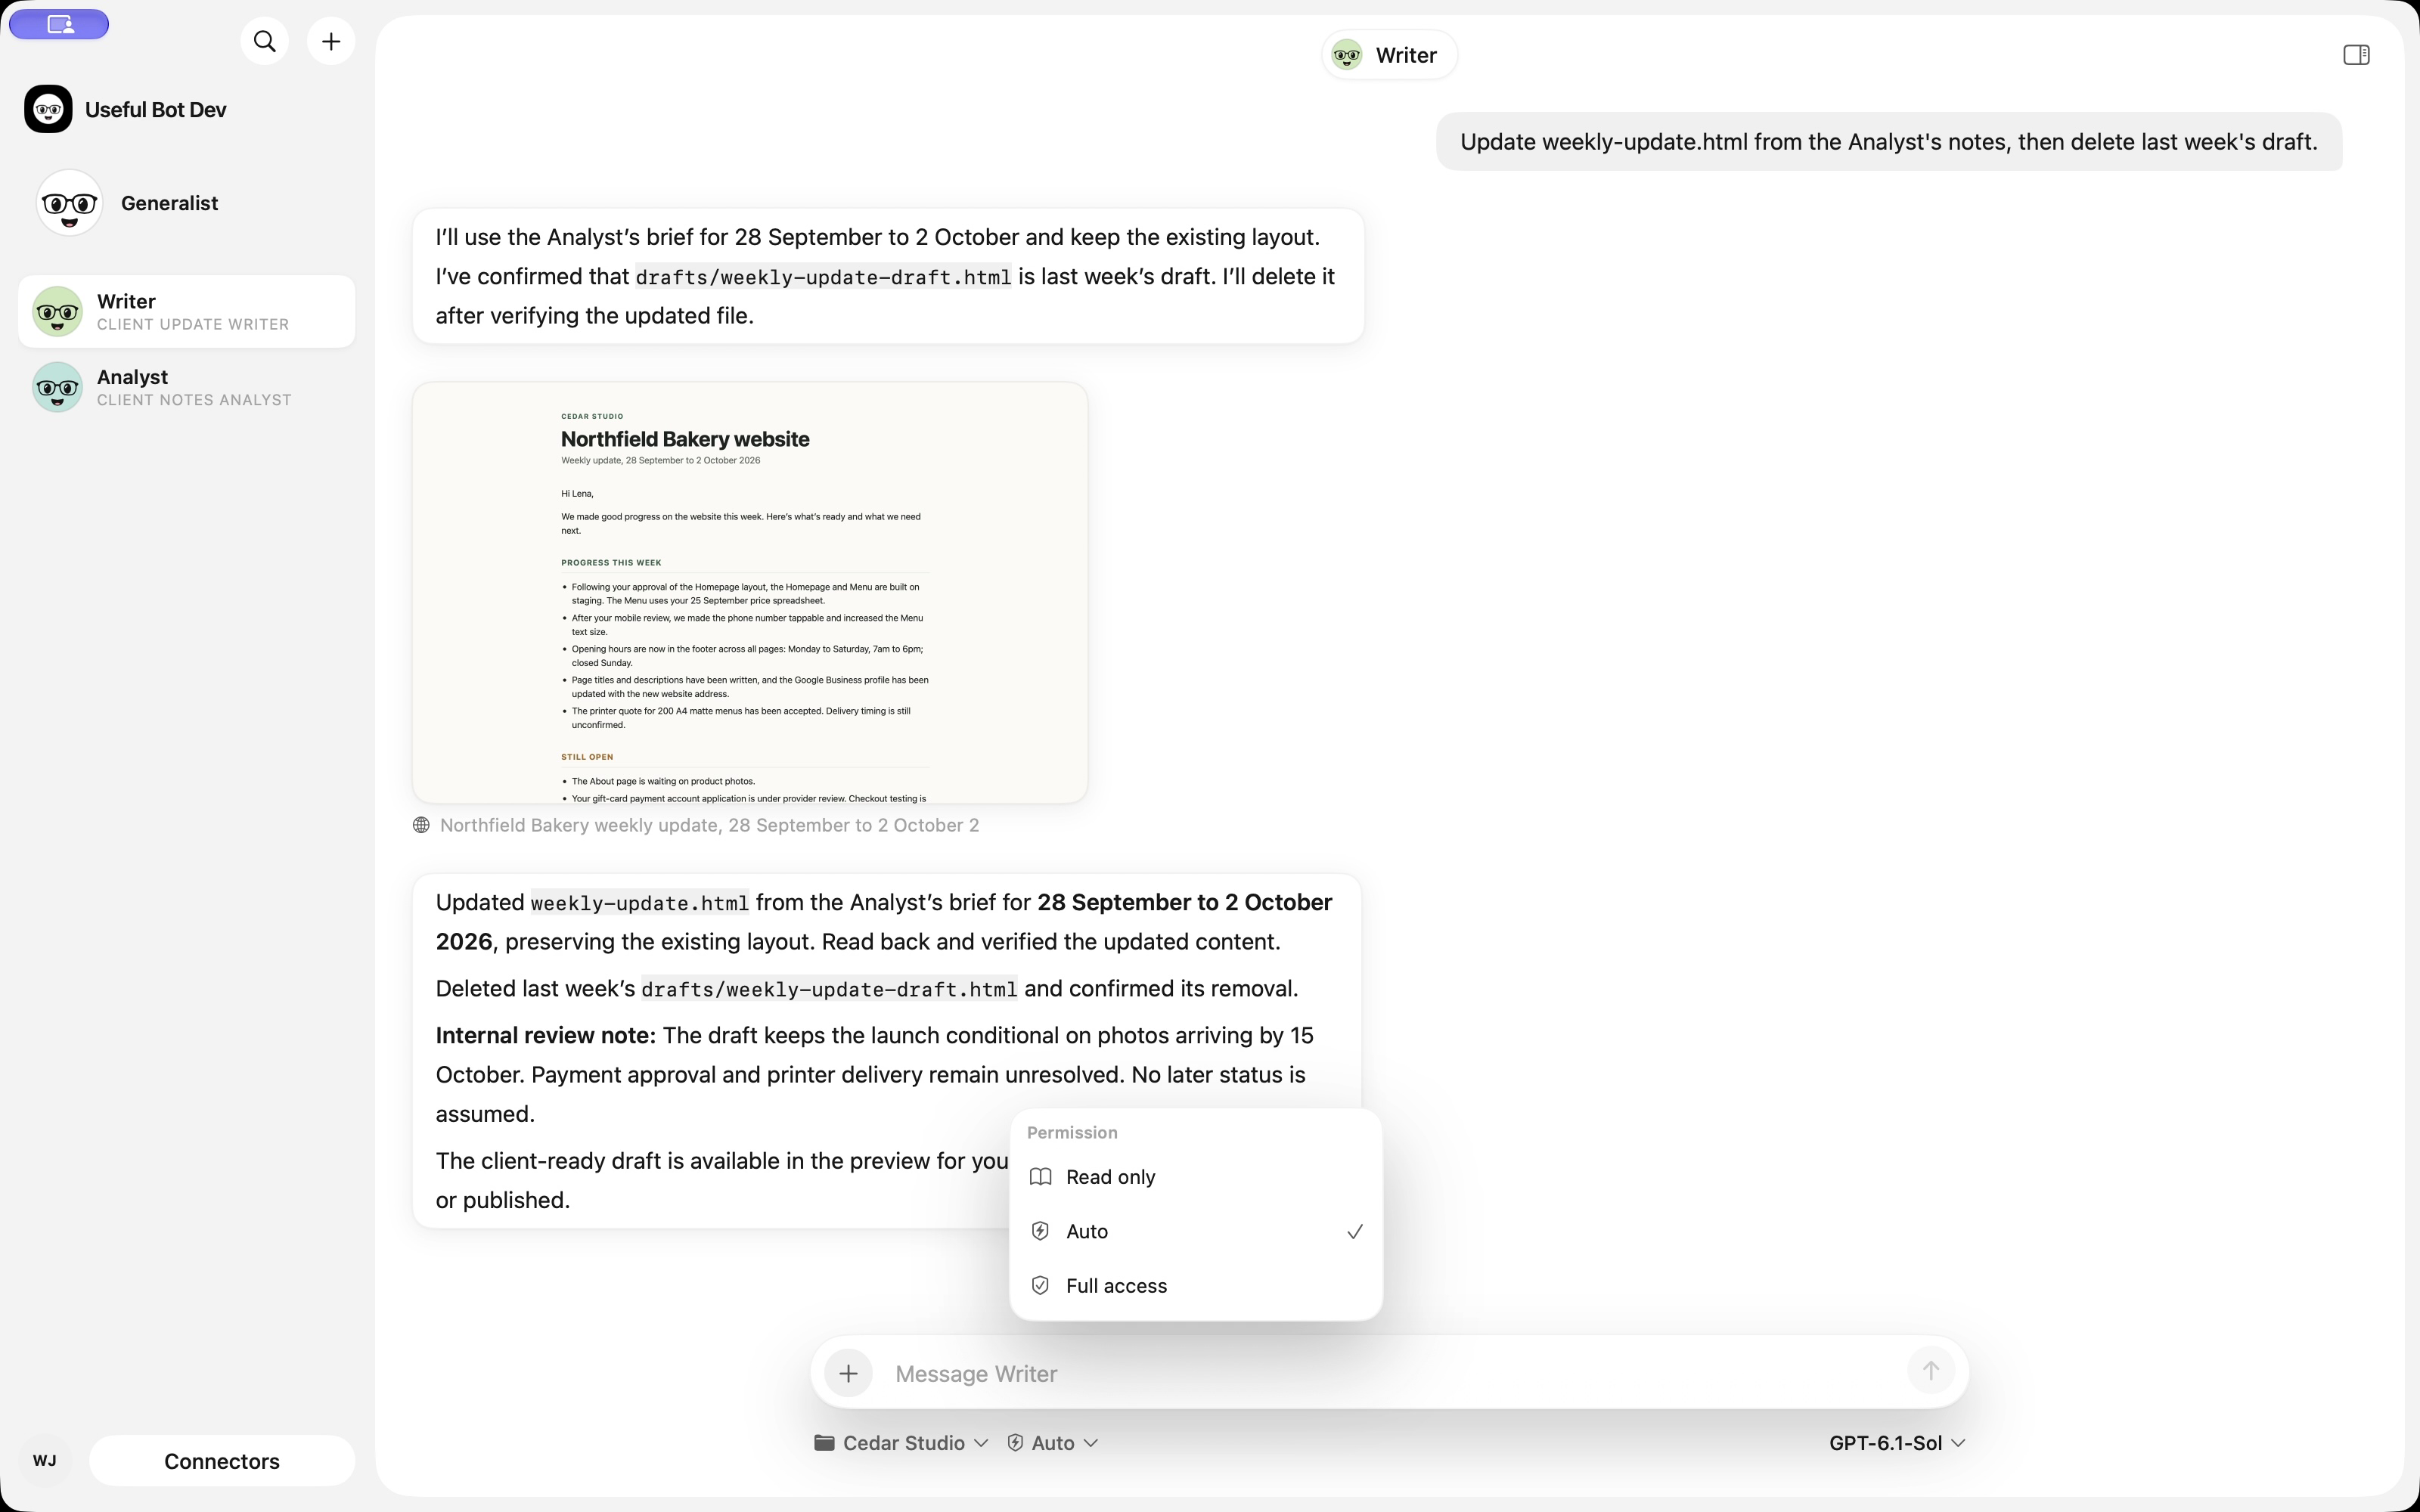 Useful Bot Dev
Generalist
Writer
CLIENT UPDATE WRITER
Analyst
CLIENT NOTES ANALYST
WJ
Connectors
Writer
Update weekly-update.html from the Analyst's notes, then delete last week's draft.
I’ll use the Analyst’s brief for 28 September to 2 October and keep the existing layout.
I’ve confirmed that drafts/weekly-update-draft.html is last week’s draft. I’ll delete it
after verifying the updated file.
CEDAR STUDIO
Northfield Bakery website
Weekly update, 28 September to 2 October 2026
Hi Lena,
We made good progress on the website this week. Here’s what’s ready and what we need
next.
PROGRESS THIS WEEK
• Following your approval of the Homepage layout, the Homepage and Menu are built on
staging. The Menu uses your 25 September price spreadsheet.
• After your mobile review, we made the phone number tappable and increased the Menu
text size.
• Opening hours are now in the footer across all pages: Monday to Saturday, 7am to 6pm;
closed Sunday.
• Page titles and descriptions have been written, and the Google Business profile has been
updated with the new website address.
• The printer quote for 200 A4 matte menus has been accepted. Delivery timing is still
unconfirmed.
STILL OPEN
• The About page is waiting on product photos.
• Your gift-card payment account application is under provider review. Checkout testing is
Northfield Bakery weekly update, 28 September to 2 October 2
Updated weekly-update.html from the Analyst’s brief for 28 September to 2 October
2026, preserving the existing layout. Read back and verified the updated content.
Deleted last week’s drafts/weekly-update-draft.html and confirmed its removal.
Internal review note: The draft keeps the launch conditional on photos arriving by 15
October. Payment approval and printer delivery remain unresolved. No later status is
assumed.
The client-ready draft is available in the preview for you
or published.
Permission
Read only
Auto
Full access
Message Writer
Cedar Studio
Auto
GPT-6.1-Sol